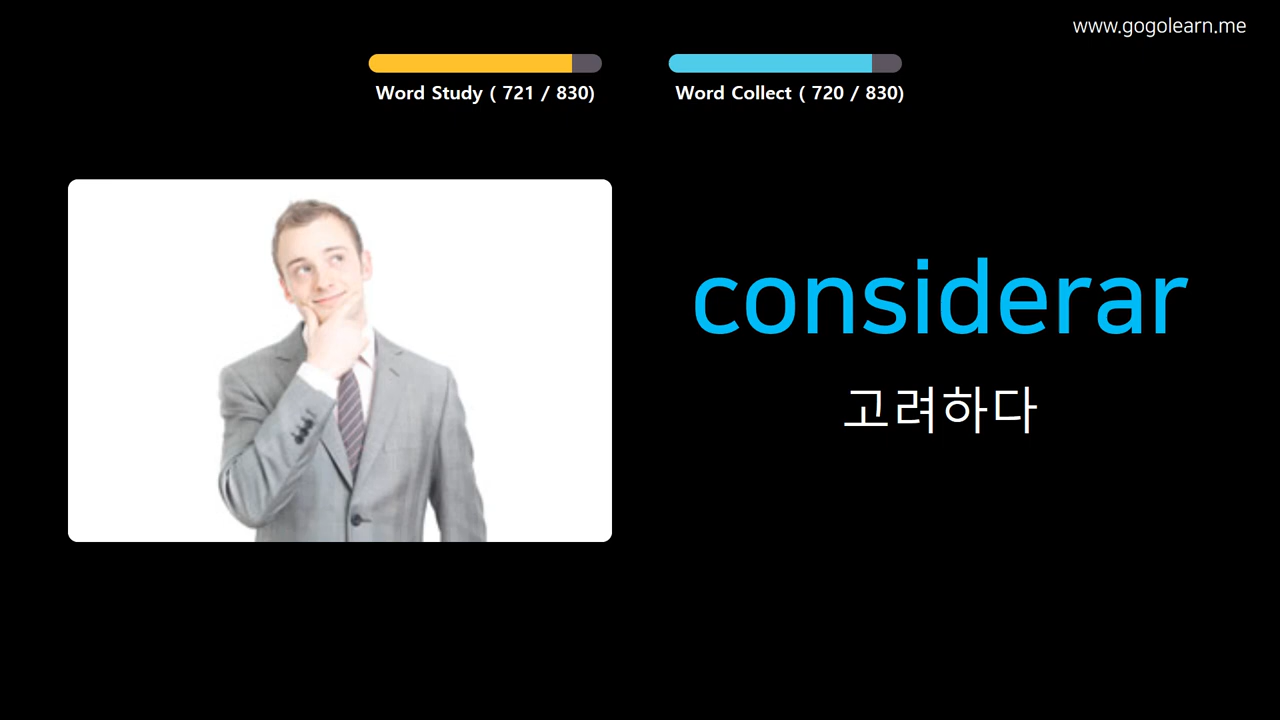 www.gogolearn.me
Word Study ( 721 / 830)
Word Collect ( 720 / 830)
considerar
고려하다